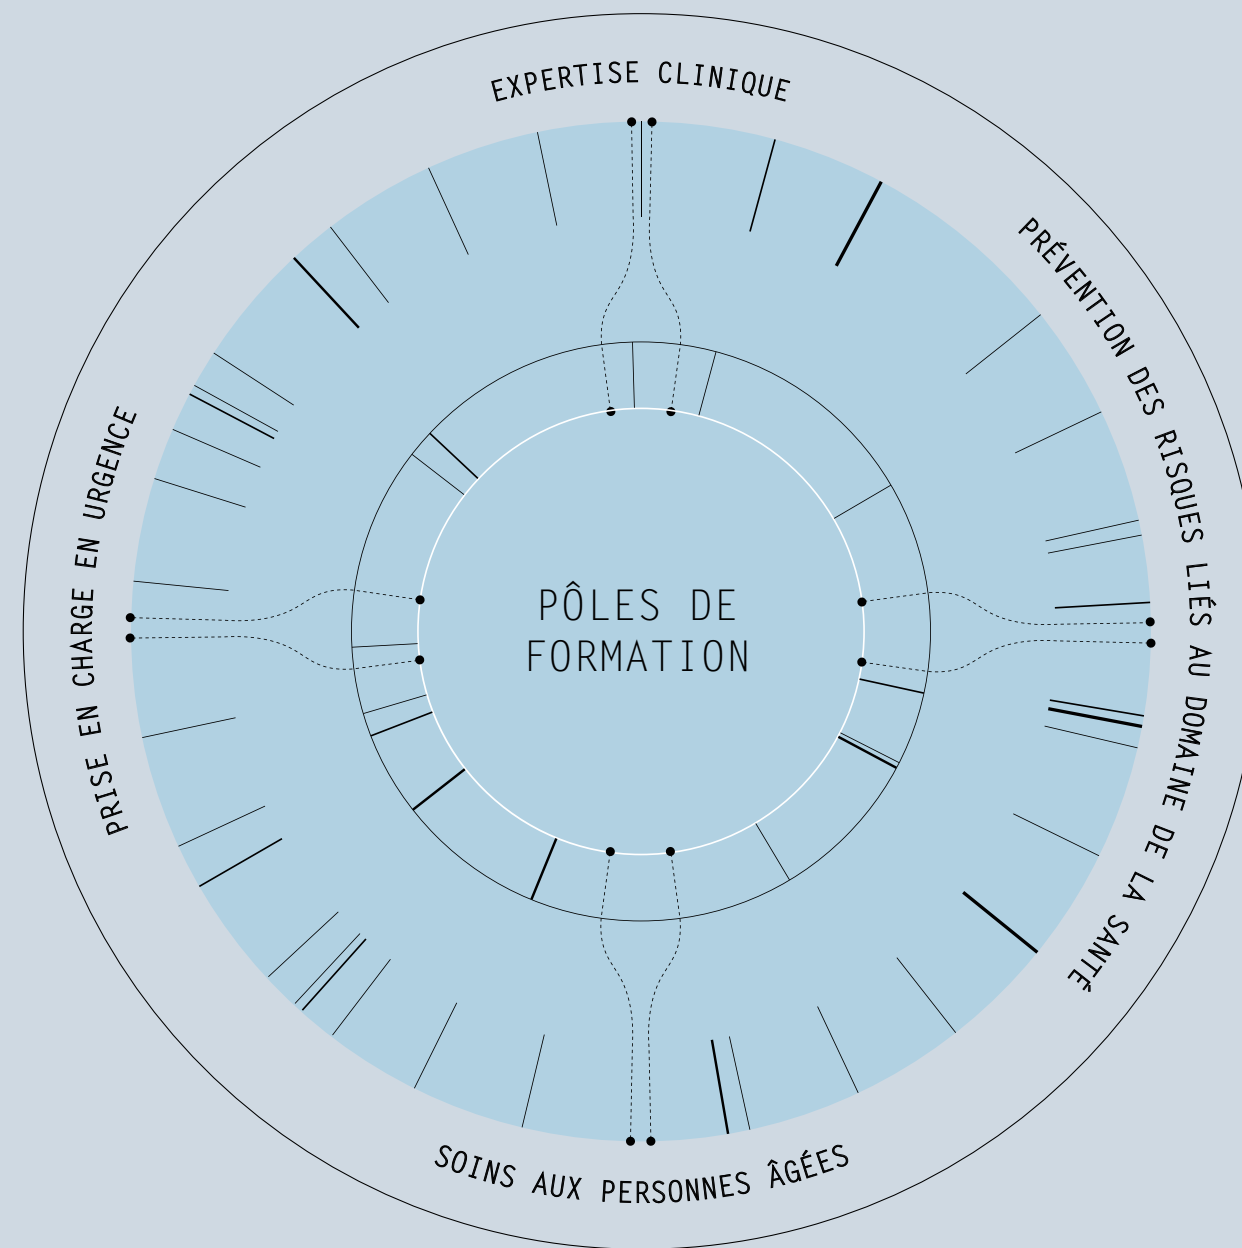 EXPERTISE CLINIQUE
PRÉVENTION DES RISQUES LIÉS AU DOMAINE DE LA SANTÉ
PRISE EN CHARGE EN URGENCE
PÔLES DE
FORMATION
SOINS AUX PERSONNES ÂGÉES